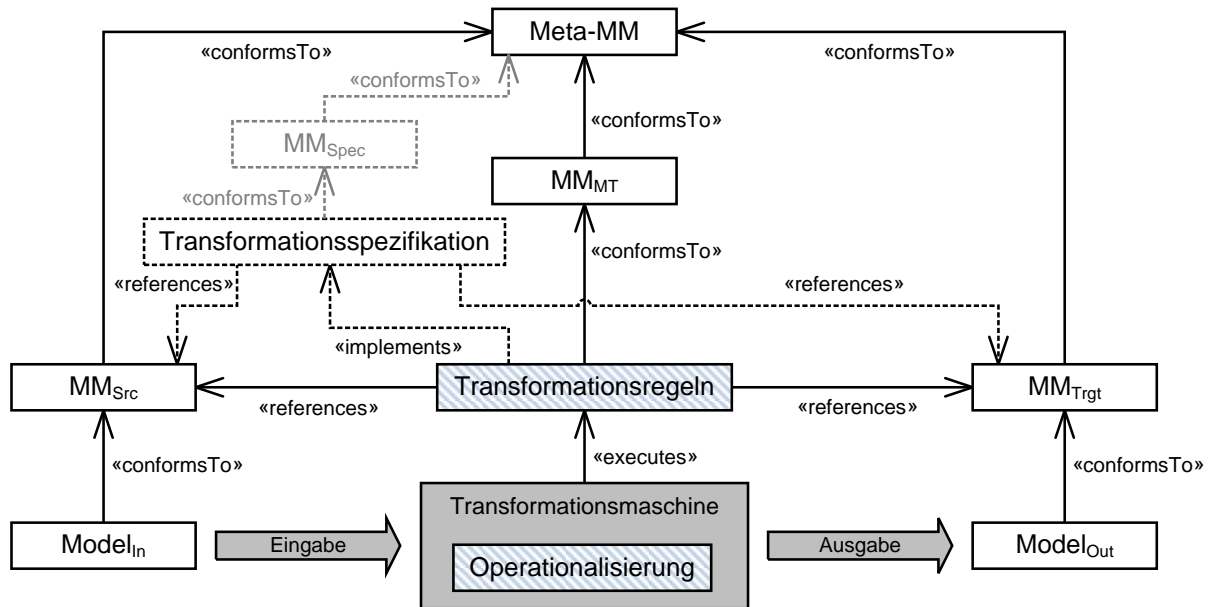 Meta-MM
«conformsTo»
«conformsTo»
«conformsTo»
«conformsTo»
MMSpec
MMMT
«conformsTo»
Transformationsspezifikation
«conformsTo»
«references»
«references»
«implements»
MMSrc
Transformationsregeln
MMTrgt
«references»
«references»
«conformsTo»
«executes»
«conformsTo»
Transformationsmaschine
ModelIn
Eingabe
Operationalisierung
Ausgabe
ModelOut